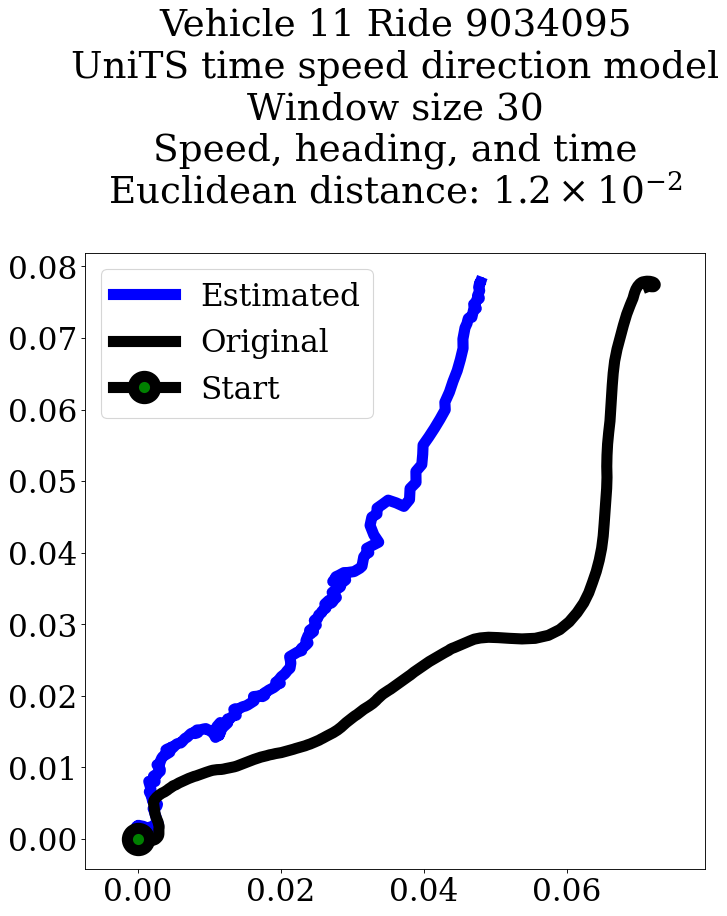 Vehicle 11 Ride 9034095
UniTS time speed direction model
Window size 30
Speed, heading, and time
Euclidean distance: 1.2 × 10⁻²
Estimated
Original
Start
0.08
0.07
0.06
0.05
0.04
0.03
0.02
0.01
0.00
0.00 0.02 0.04 0.06